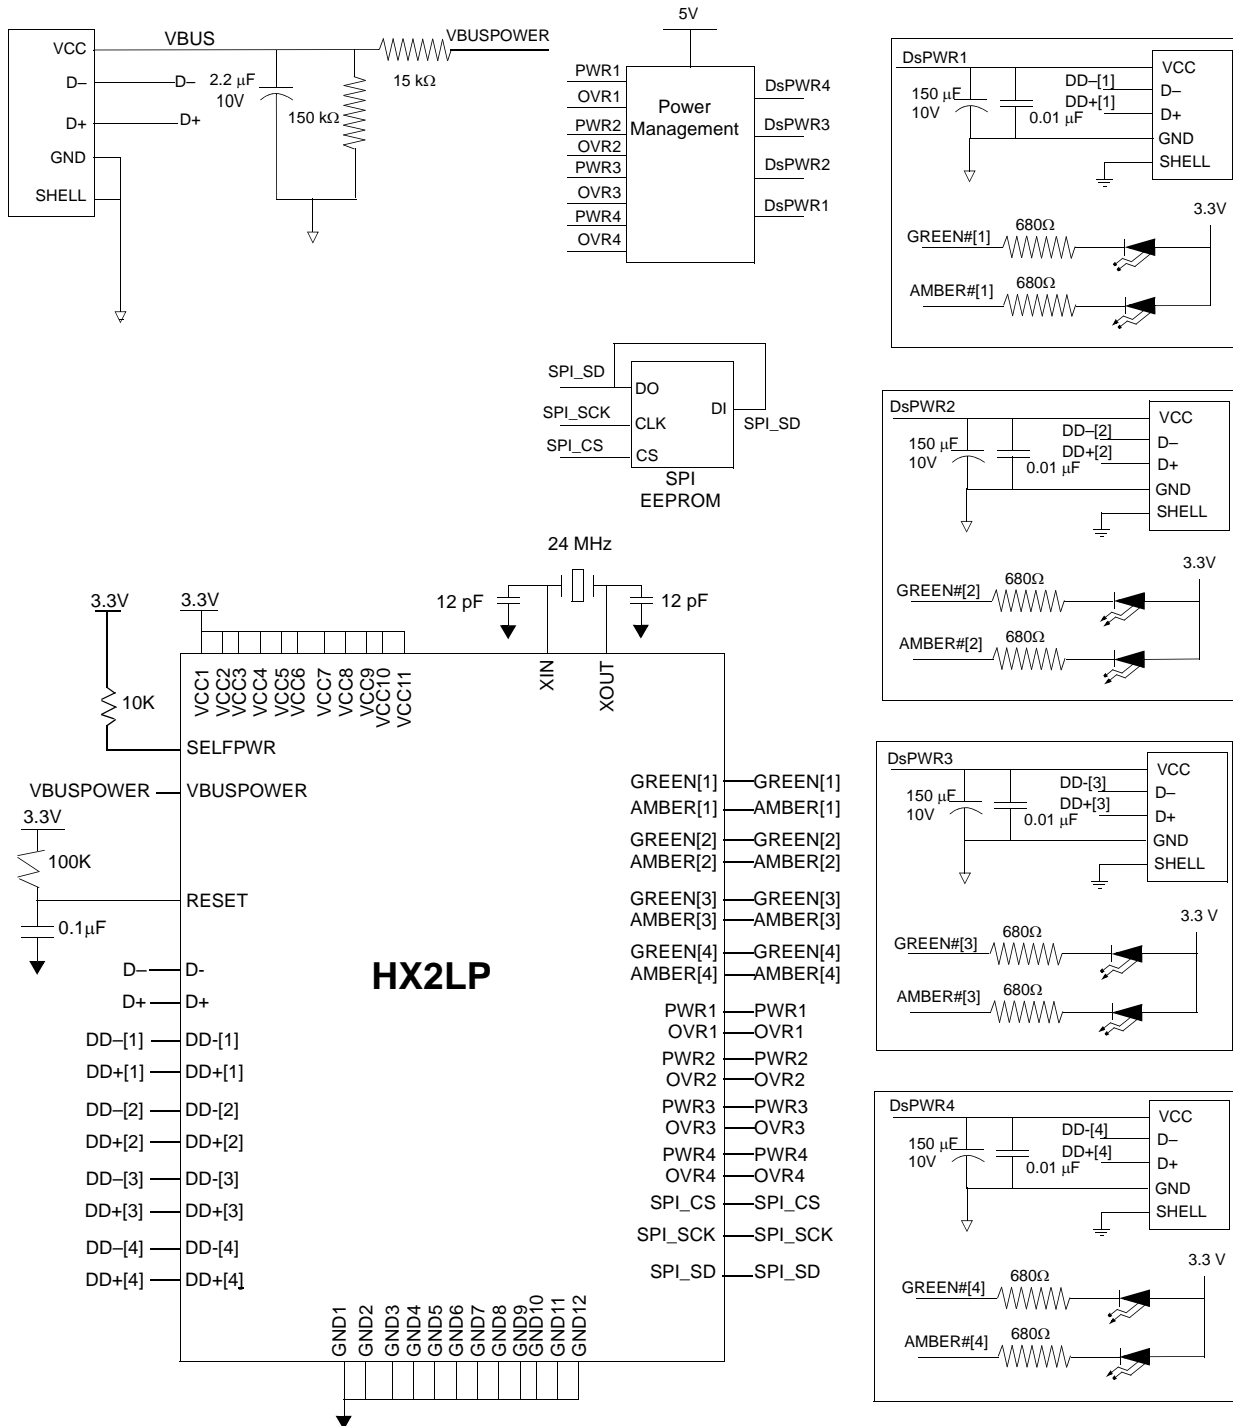 VCC
D–
D+
GND
SHELL
VBUS
D–
D+
2.2 μF
10V
150 kΩ
15 kΩ
VBUSPOWER
5V
PWR1
OVR1
PWR2
OVR2
PWR3
OVR3
PWR4
OVR4
Power
Management
DsPWR4
DsPWR3
DsPWR2
DsPWR1
SPI_SD
SPI_SCK
SPI_CS
DO
CLK
CS
DI
SPI_SD
SPI
EEPROM
24 MHz
12 pF
12 pF
3.3V
3.3V
10K
VCC1
VCC2
VCC3
VCC4
VCC5
VCC6
VCC7
VCC8
VCC9
VCC10
VCC11
XIN
XOUT
SELFPWR
VBUSPOWER
VBUSPOWER
3.3V
100K
RESET
0.1μF
HX2LP
D–
D-
D+
D+
DD–[1]
DD-[1]
DD+[1]
DD+[1]
DD–[2]
DD-[2]
DD+[2]
DD+[2]
DD–[3]
DD-[3]
DD+[3]
DD+[3]
DD–[4]
DD-[4]
DD+[4]
DD+[4]
GREEN[1]
GREEN[1]
AMBER[1]
AMBER[1]
GREEN[2]
GREEN[2]
AMBER[2]
AMBER[2]
GREEN[3]
GREEN[3]
AMBER[3]
AMBER[3]
GREEN[4]
GREEN[4]
AMBER[4]
AMBER[4]
PWR1
PWR1
OVR1
OVR1
PWR2
PWR2
OVR2
OVR2
PWR3
PWR3
OVR3
OVR3
PWR4
PWR4
OVR4
OVR4
SPI_CS
SPI_CS
SPI_SCK
SPI_SCK
SPI_SD
SPI_SD
GND1
GND2
GND3
GND4
GND5
GND6
GND7
GND8
GND9
GND10
GND11
GND12
DsPWR1
150 μF
10V
0.01 μF
DD–[1]
DD+[1]
VCC
D–
D+
GND
SHELL
3.3V
GREEN#[1]
680Ω
AMBER#[1]
680Ω
DsPWR2
150 μF
10V
0.01 μF
DD–[2]
DD+[2]
VCC
D–
D+
GND
SHELL
3.3V
GREEN#[2]
680Ω
AMBER#[2]
680Ω
DsPWR3
150 μF
10V
0.01 μF
DD-[3]
DD+[3]
VCC
D–
D+
GND
SHELL
3.3 V
GREEN#[3]
680Ω
AMBER#[3]
680Ω
DsPWR4
150 μF
10V
0.01 μF
DD-[4]
DD+[4]
VCC
D–
D+
GND
SHELL
3.3 V
GREEN#[4]
680Ω
AMBER#[4]
680Ω